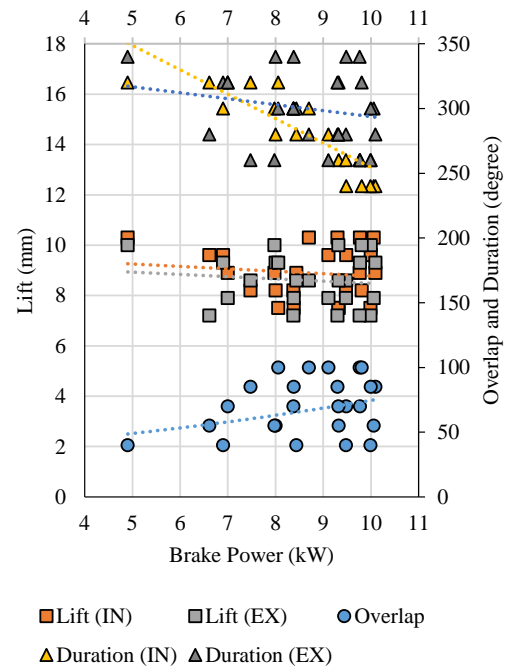 4 5 6 7 8 9 10 11
18 350
16 300
14 250
12
10 200
8 150
6 100
4
2 50
0 0
4 5 6 7 8 9 10 11
Lift (mm)
Overlap and Duration (degree)
Brake Power (kW)
Lift (IN) Lift (EX) Overlap
Duration (IN) Duration (EX)